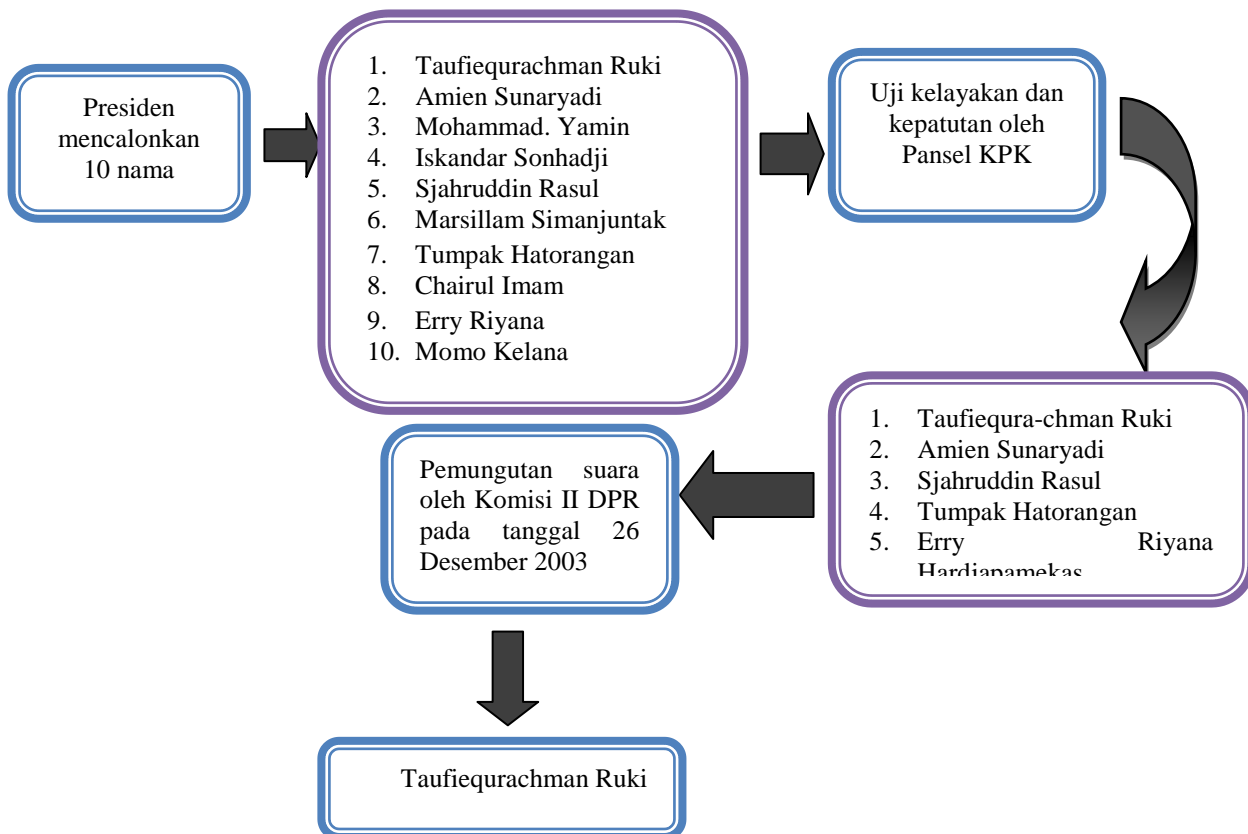 Presiden
mencalonkan
10 nama
1. Taufiequrachman Ruki
2. Amien Sunaryadi
3. Mohammad. Yamin
4. Iskandar Sonhadji
5. Sjahruddin Rasul
6. Marsillam Simanjuntak
7. Tumpak Hatorangan
8. Chairul Imam
9. Erry Riyana
10. Momo Kelana
Uji kelayakan dan
kepatutan oleh
Pansel KPK
1. Taufiequra-chman Ruki
2. Amien Sunaryadi
3. Sjahruddin Rasul
4. Tumpak Hatorangan
5. Erry Riyana
Hardjapamekas
Pemungutan suara
oleh Komisi II DPR
pada tanggal 26
Desember 2003
Taufiequrachman Ruki